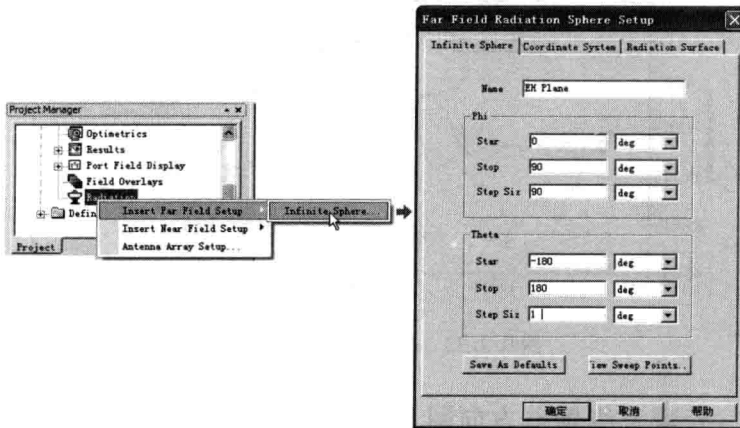 Project Manager
Optimetrics
Results
Port Field Display
Field Overlays
Radiation
Defin
Insert Far Field Setup
Infinite Sphere...
Insert Near Field Setup
Antenna Array Setup...
Project
Far Field Radiation Sphere Setup
Infinite Sphere
Coordinate System
Radiation Surface
Name
EH Plane
Phi
Star
0
deg
Stop
90
deg
Step Siz
90
deg
Theta
Star
-180
deg
Stop
180
deg
Step Siz
1
deg
Save As Defaults
iew Sweep Points..
确定
取消
帮助